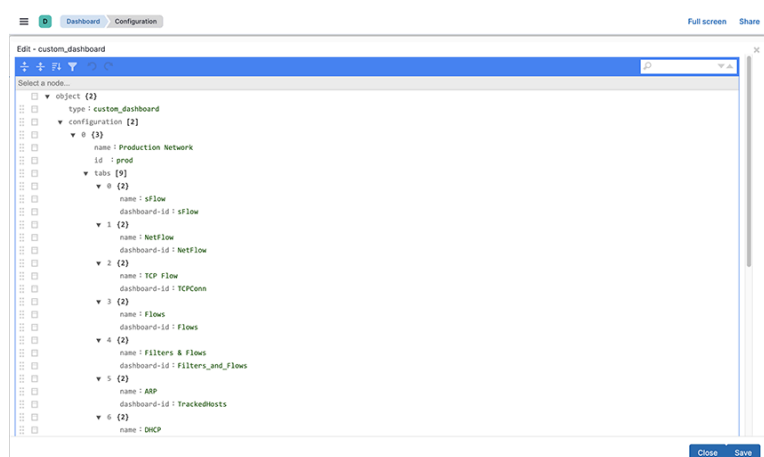 D Dashboard Configuration Full screen Share
Edit - custom_dashboard
Select a node...
object {2}
type : custom_dashboard
configuration [2]
0 {3}
name : Production Network
id : prod
tabs [9]
0 {2}
name : sFlow
dashboard-id : sFlow
1 {2}
name : NetFlow
dashboard-id : NetFlow
2 {2}
name : TCP Flow
dashboard-id : TCPConn
3 {2}
name : Flows
dashboard-id : Flows
4 {2}
name : Filters & Flows
dashboard-id : Filters_and_Flows
5 {2}
name : ARP
dashboard-id : TrackedHosts
6 {2}
name : DHCP
Close Save